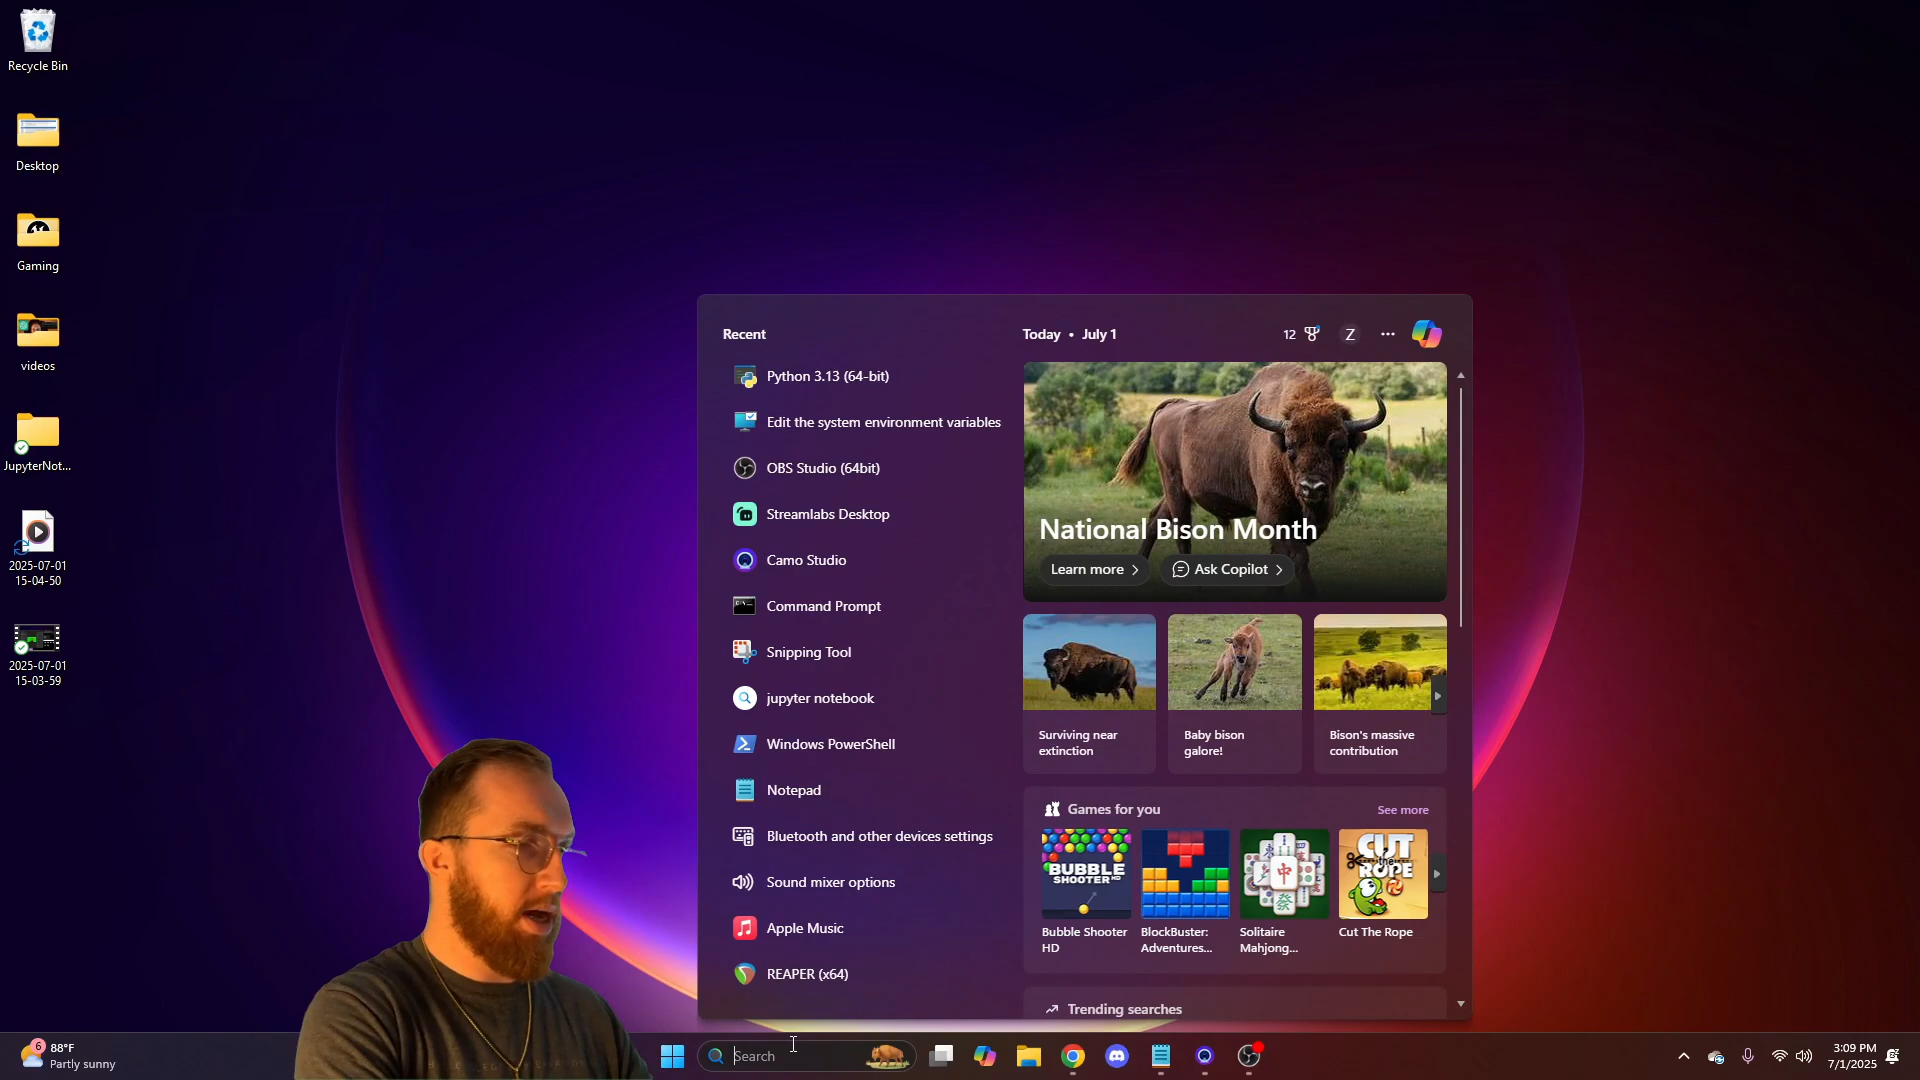 Recycle Bin
Desktop
Gaming
videos
JupyterNot...
2025-07-01
15-04-50
2025-07-01
15-03-59
Recent
Python 3.13 (64-bit)
Edit the system environment variables
OBS Studio (64bit)
Streamlabs Desktop
Camo Studio
Command Prompt
Snipping Tool
jupyter notebook
Windows PowerShell
Notepad
Bluetooth and other devices settings
Sound mixer options
Apple Music
REAPER (x64)
Today • July 1
12
Z
National Bison Month
Learn more
Ask Copilot
Surviving near
extinction
Baby bison
galore!
Bison's massive
contribution
Games for you
See more
BUBBLE
SHOOTER HD
CUT
the
ROPE
中
發
Bubble Shooter
HD
BlockBuster:
Adventures...
Solitaire
Mahjong...
Cut The Rope
Trending searches
6
88°F
Partly sunny
Search
3:09 PM
7/1/2025